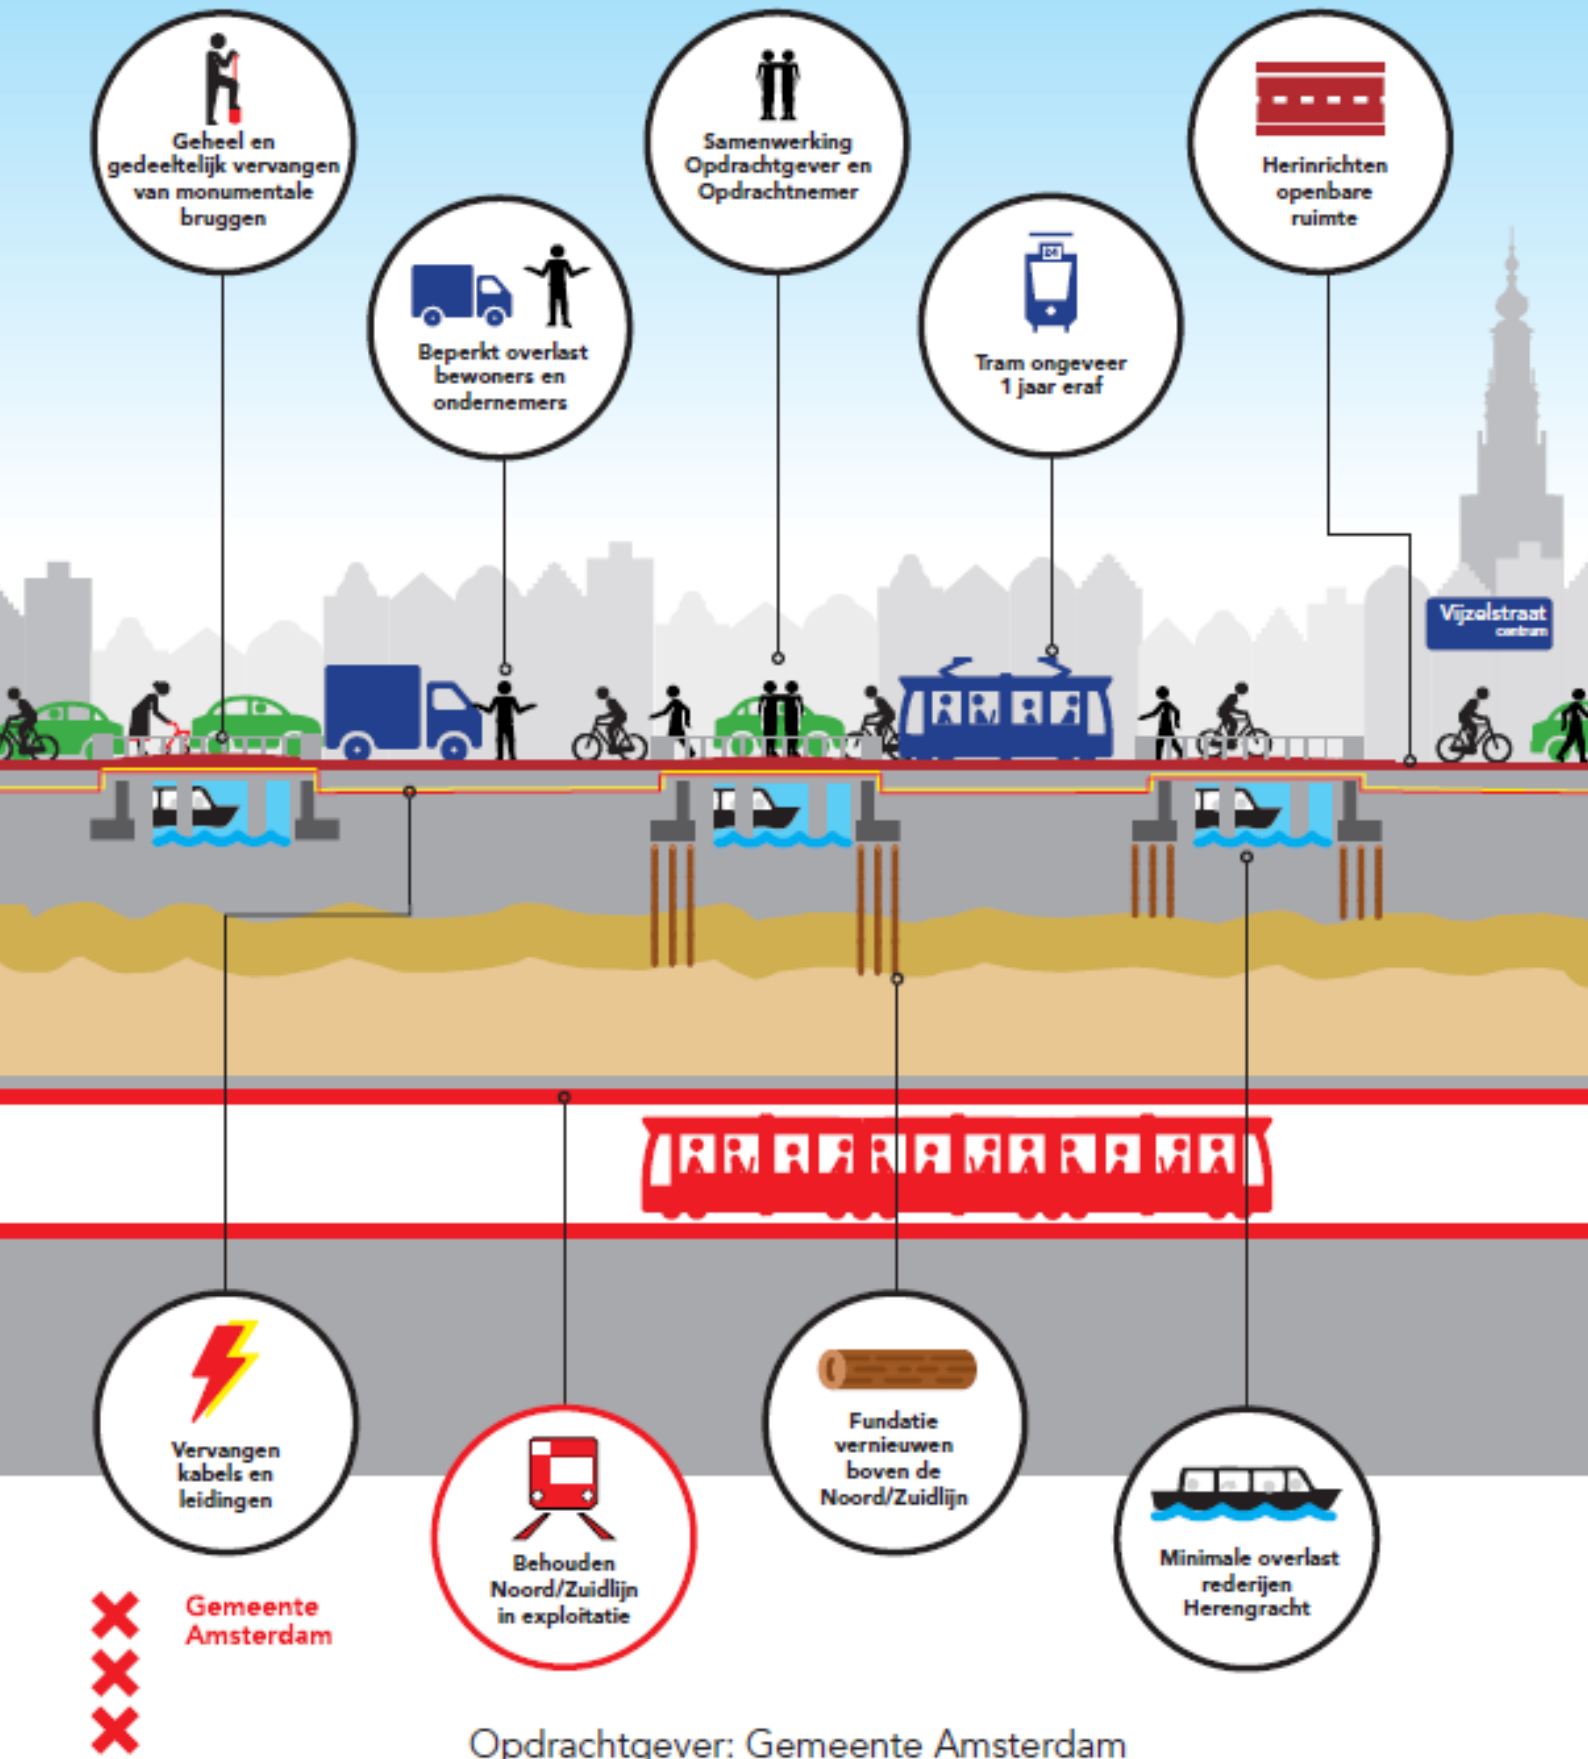 Geheel en
gedeeltelijk vervangen
van monumentale
bruggen
Samenwerking
Opdrachtgever en
Opdrachtnemer
Herinrichten
openbare
ruimte
Beperkt overlast
bewoners en
ondernemers
24
Tram ongeveer
1 jaar eraf
Vijzelstraat
centrum
Vervangen
kabels en
leidingen
Behouden
Noord/Zuidlijn
in exploitatie
Fundatie
vernieuwen
boven de
Noord/Zuidlijn
Minimale overlast
rederijen
Herengracht
Gemeente
Amsterdam
Opdrachtgever: Gemeente Amsterdam